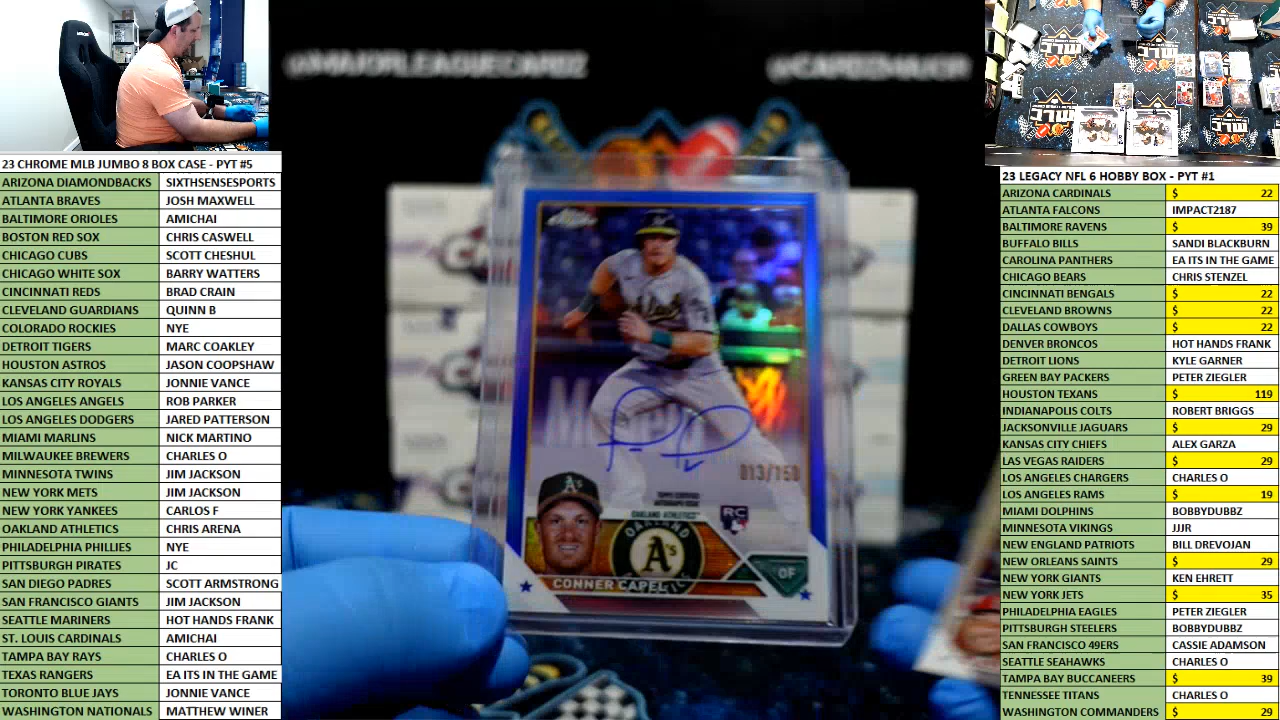 23 CHROME MLB JUMBO 8 BOX CASE - PYT #5
ARIZONA DIAMONDBACKS SIXTHSENSESPORTS
ATLANTA BRAVES JOSH MAXWELL
BALTIMORE ORIOLES AMICHAI
BOSTON RED SOX CHRIS CASWELL
CHICAGO CUBS SCOTT CHESHUL
CHICAGO WHITE SOX BARRY WATTERS
CINCINNATI REDS BRAD CRAIN
CLEVELAND GUARDIANS QUINN B
COLORADO ROCKIES NYE
DETROIT TIGERS MARC COAKLEY
HOUSTON ASTROS JASON COOPSHAW
KANSAS CITY ROYALS JONNIE VANCE
LOS ANGELES ANGELS ROB PARKER
LOS ANGELES DODGERS JARED PATTERSON
MIAMI MARLINS NICK MARTINO
MILWAUKEE BREWERS CHARLES O
MINNESOTA TWINS JIM JACKSON
NEW YORK METS JIM JACKSON
NEW YORK YANKEES CARLOS F
OAKLAND ATHLETICS CHRIS ARENA
PHILADELPHIA PHILLIES NYE
PITTSBURGH PIRATES JC
SAN DIEGO PADRES SCOTT ARMSTRONG
SAN FRANCISCO GIANTS JIM JACKSON
SEATTLE MARINERS HOT HANDS FRANK
ST. LOUIS CARDINALS AMICHAI
TAMPA BAY RAYS CHARLES O
TEXAS RANGERS EA ITS IN THE GAME
TORONTO BLUE JAYS JONNIE VANCE
WASHINGTON NATIONALS MATTHEW WINER
013/150
TOPPS CERTIFIED
AUTOGRAPH ISSUE
OAKLAND ATHLETICS
RC
A's
OAKLAND
A's
CONNER CAPEL
OF
23 LEGACY NFL 6 HOBBY BOX - PYT #1
ARIZONA CARDINALS $ 22
ATLANTA FALCONS IMPACT2187
BALTIMORE RAVENS $ 39
BUFFALO BILLS SANDI BLACKBURN
CAROLINA PANTHERS EA ITS IN THE GAME
CHICAGO BEARS CHRIS STENZEL
CINCINNATI BENGALS $ 22
CLEVELAND BROWNS $ 22
DALLAS COWBOYS $ 22
DENVER BRONCOS HOT HANDS FRANK
DETROIT LIONS KYLE GARNER
GREEN BAY PACKERS PETER ZIEGLER
HOUSTON TEXANS $ 119
INDIANAPOLIS COLTS ROBERT BRIGGS
JACKSONVILLE JAGUARS $ 29
KANSAS CITY CHIEFS ALEX GARZA
LAS VEGAS RAIDERS $ 29
LOS ANGELES CHARGERS CHARLES O
LOS ANGELES RAMS $ 19
MIAMI DOLPHINS BOBBYDUBBZ
MINNESOTA VIKINGS JJJR
NEW ENGLAND PATRIOTS BILL DREVOJAN
NEW ORLEANS SAINTS $ 29
NEW YORK GIANTS KEN EHRETT
NEW YORK JETS $ 35
PHILADELPHIA EAGLES PETER ZIEGLER
PITTSBURGH STEELERS BOBBYDUBBZ
SAN FRANCISCO 49ERS CASSIE ADAMSON
SEATTLE SEAHAWKS CHARLES O
TAMPA BAY BUCCANEERS $ 39
TENNESSEE TITANS CHARLES O
WASHINGTON COMMANDERS $ 29